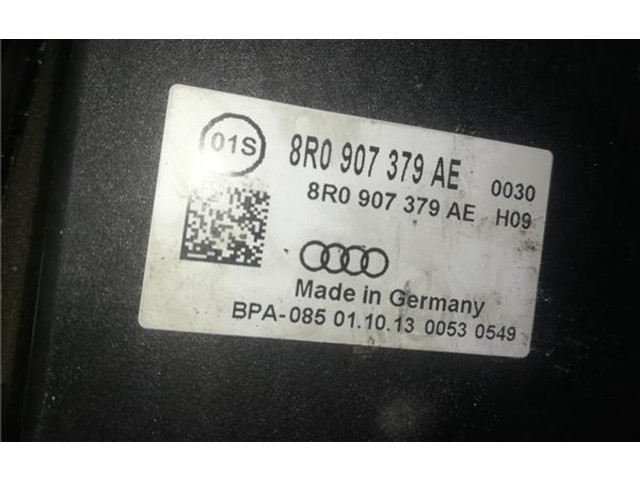 01S
8R0 907 379 AE 0030
8R0 907 379 AE H09
Made in Germany
BPA-085 01.10.13 0053 0549